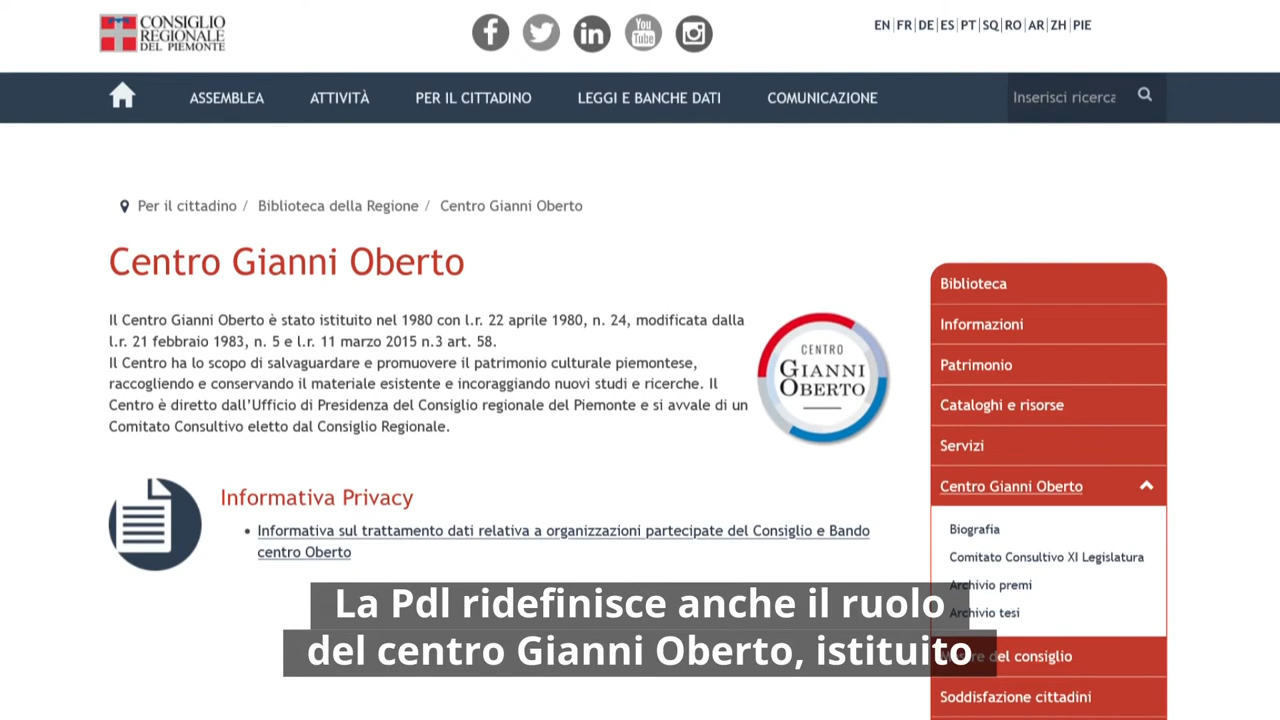 CONSIGLIO
REGIONALE
DEL PIEMONTE
You
Tube
EN FR DE ES PT SQ RO AR ZH PIE
ASSEMBLEA
ATTIVITÀ
PER IL CITTADINO
LEGGI E BANCHE DATI
COMUNICAZIONE
Inserisci ricerca
Per il cittadino / Biblioteca della Regione / Centro Gianni Oberto
Centro Gianni Oberto
Il Centro Gianni Oberto è stato istituito nel 1980 con l.r. 22 aprile 1980, n. 24, modificata dalla
l.r. 21 febbraio 1983, n. 5 e l.r. 11 marzo 2015 n.3 art. 58.
Il Centro ha lo scopo di salvaguardare e promuovere il patrimonio culturale piemontese,
raccogliendo e conservando il materiale esistente e incoraggiando nuovi studi e ricerche. Il
Centro è diretto dall'Ufficio di Presidenza del Consiglio regionale del Piemonte e si avvale di un
Comitato Consultivo eletto dal Consiglio Regionale.
CENTRO
GIANNI
OBERTO
Informativa Privacy
• Informativa sul trattamento dati relativa a organizzazioni partecipate del Consiglio e Bando
centro Oberto
Biblioteca
Informazioni
Patrimonio
Cataloghi e risorse
Servizi
Centro Gianni Oberto
Biografia
Comitato Consultivo XI Legislatura
Archivio premi
Archivio tesi
del consiglio
Soddisfazione cittadini
La Pdl ridefinisce anche il ruolo
del centro Gianni Oberto, istituito